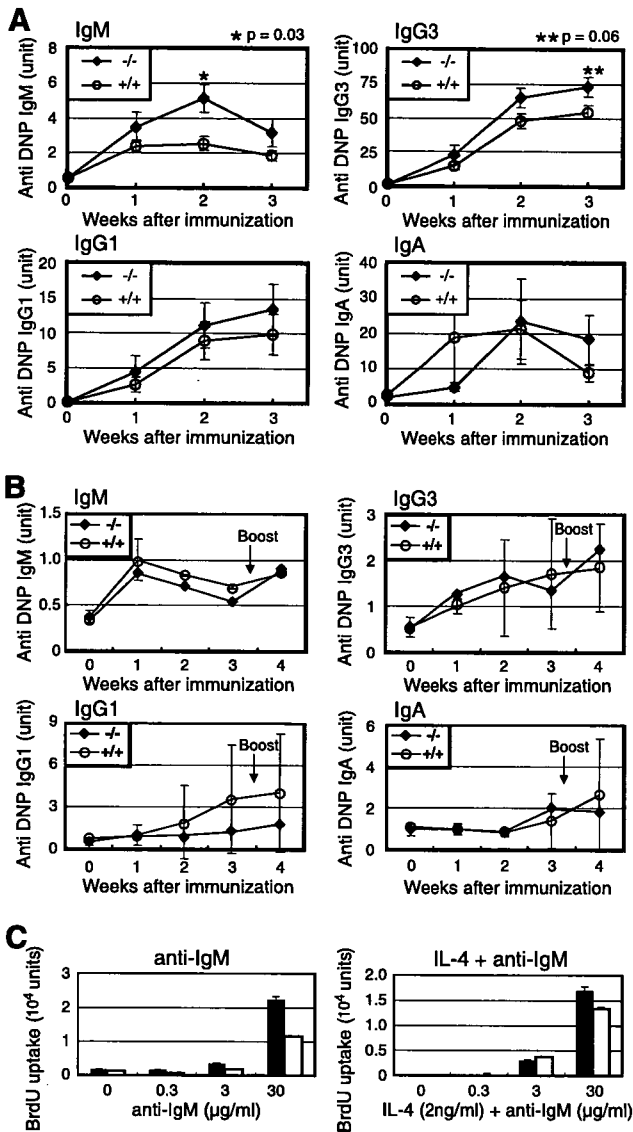 A
IgM
* p = 0.03
Anti DNP IgM (unit)
8
6
4
2
0
-/-
+/+
*
0 1 2 3
Weeks after immunization
IgG3
** p = 0.06
Anti DNP IgG3 (unit)
100
75
50
25
0
-/-
+/+
**
0 1 2 3
Weeks after immunization
IgG1
Anti DNP IgG1 (unit)
20
15
10
5
0
-/-
+/+
0 1 2 3
Weeks after immunization
IgA
Anti DNP IgA (unit)
40
30
20
10
0
-/-
+/+
0 1 2 3
Weeks after immunization
B
IgM
Anti DNP IgM (unit)
1.5
1.0
0.5
0
-/-
+/+
Boost
0 1 2 3 4
Weeks after immunization
IgG3
Anti DNP IgG3 (unit)
3
2
1
0
-/-
+/+
Boost
0 1 2 3 4
Weeks after immunization
IgG1
Anti DNP IgG1 (unit)
9
6
3
0
-/-
+/+
Boost
0 1 2 3 4
Weeks after immunization
IgA
Anti DNP IgA (unit)
6
4
2
0
-/-
+/+
Boost
0 1 2 3 4
Weeks after immunization
C
anti-IgM
BrdU uptake (10⁴ units)
3
2
1
0
0 0.3 3 30
anti-IgM (µg/ml)
IL-4 + anti-IgM
BrdU uptake (10⁴ units)
2.0
1.5
1.0
0.5
0
0 0.3 3 30
IL-4 (2ng/ml) + anti-IgM (µg/ml)